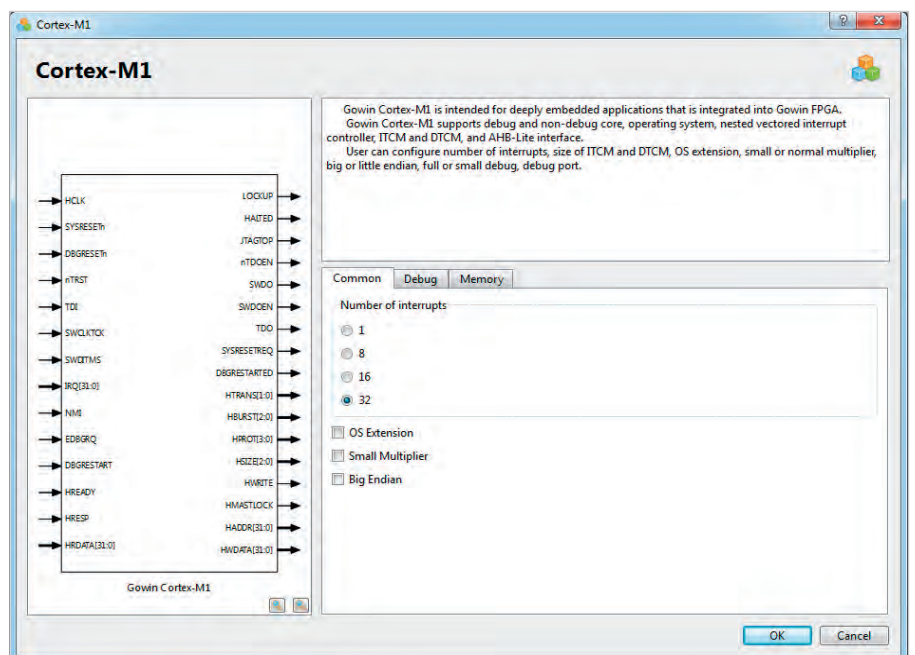 Cortex-M1
Cortex-M1
HCLK
SYSRESETn
DBGRESETn
nTRST
TDI
SWCLKTCK
SWDITMS
IRQ[31:0]
NMI
EDBGRQ
DBGRESTART
HREADY
HRESP
HRDATA[31:0]
LOCKUP
HALTED
JTAGTOP
nTDOEN
SWDO
SWDOEN
TDO
SYSRESETREQ
DBGRESTARTED
HTRANS[1:0]
HBURST[2:0]
HPROT[3:0]
HSIZE[2:0]
HWRITE
HMASTLOCK
HADDR[31:0]
HWDATA[31:0]
Gowin Cortex-M1
Gowin Cortex-M1 is intended for deeply embedded applications that is integrated into Gowin FPGA.
Gowin Cortex-M1 supports debug and non-debug core, operating system, nested vectored interrupt
controller, ITCM and DTCM, and AHB-Lite interface.
User can configure number of interrupts, size of ITCM and DTCM, OS extension, small or normal multiplier,
big or little endian, full or small debug, debug port.
Common Debug Memory
Number of interrupts
1
8
16
32
OS Extension
Small Multiplier
Big Endian
OK Cancel